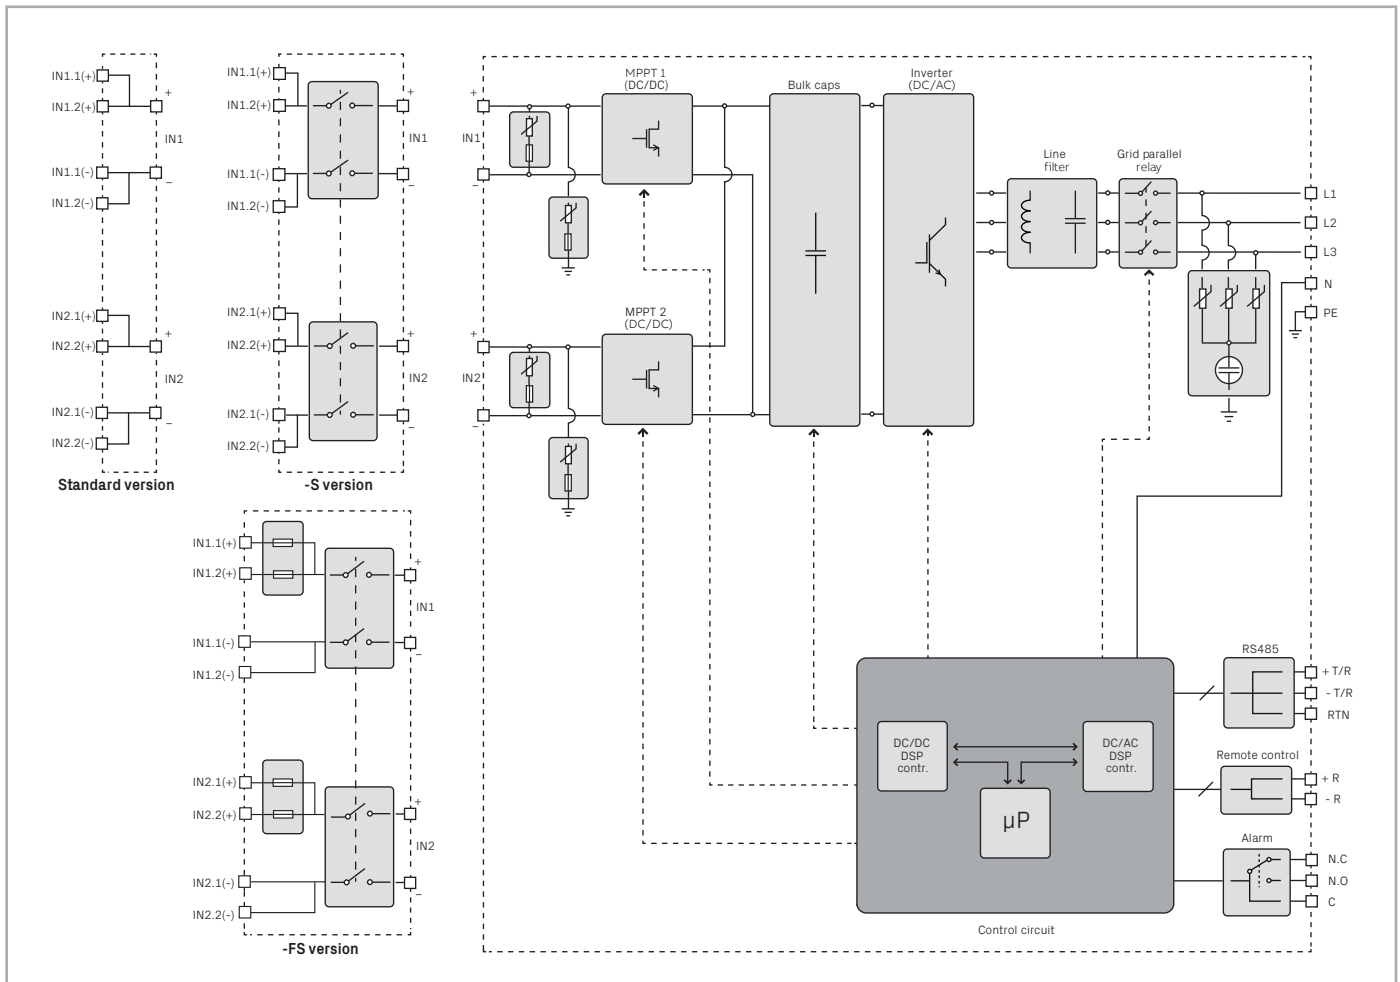 IN1.1(+)
IN1.2(+)
+
IN1
IN1.1(-)
–
IN1.2(-)
IN2.1(+)
+
IN2.2(+)
IN2
IN2.1(-)
–
IN2.2(-)
Standard version
IN1.1(+)
+
IN1.2(+)
IN1
IN1.1(-)
–
IN1.2(-)
IN2.1(+)
+
IN2.2(+)
IN2
IN2.1(-)
–
IN2.2(-)
-S version
IN1.1(+)
+
IN1.2(+)
IN1
IN1.1(-)
–
IN1.2(-)
IN2.1(+)
+
IN2.2(+)
IN2
IN2.1(-)
–
IN2.2(-)
-FS version
+
IN1
–
+
IN2
–
MPPT 1
(DC/DC)
MPPT 2
(DC/DC)
Bulk caps
Inverter
(DC/AC)
Line
filter
Grid parallel
relay
L1
L2
L3
N
PE
DC/DC
DSP
contr.
DC/AC
DSP
contr.
µP
Control circuit
RS485
+ T/R
- T/R
RTN
Remote control
+ R
- R
Alarm
N.C
N.O
C